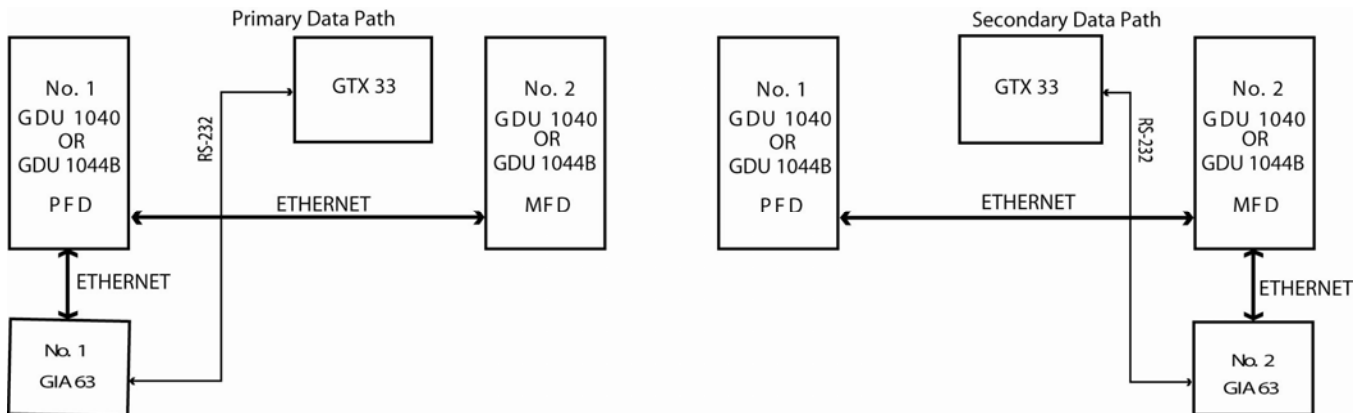 Primary Data Path
No. 1
GDU 1040
OR
GDU 1044B
PFD
GTX 33
RS-232
No. 2
GDU 1040
OR
GDU 1044B
MFD
ETHERNET
ETHERNET
No. 1
GIA 63
Secondary Data Path
No. 1
GDU 1040
OR
GDU 1044B
PFD
GTX 33
RS-232
No. 2
GDU 1040
OR
GDU 1044B
MFD
ETHERNET
ETHERNET
No. 2
GIA 63